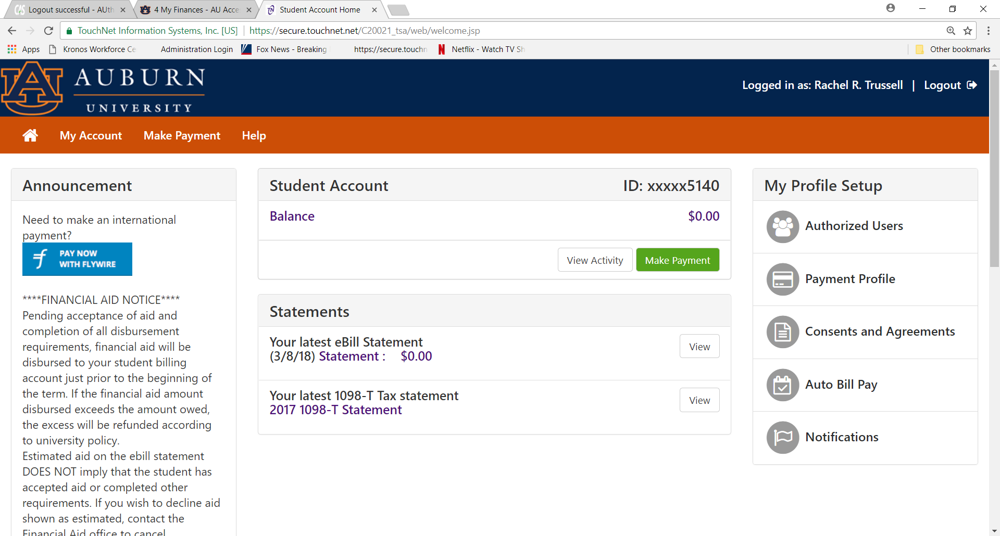 Logout successful - AUth
4 My Finances - AU Acce
Student Account Home
TouchNet Information Systems, Inc. [US]
https://secure.touchnet.net/C20021_tsa/web/welcome.jsp
Apps
Kronos Workforce Ce
Administration Login
Fox News - Breaking
https://secure.touchn
Netflix - Watch TV Sh
Other bookmarks
AUBURN
UNIVERSITY
Logged in as: Rachel R. Trussell | Logout
My Account
Make Payment
Help
Announcement
Need to make an international
payment?
PAY NOW
WITH FLYWIRE
****FINANCIAL AID NOTICE****
Pending acceptance of aid and
completion of all disbursement
requirements, financial aid will be
disbursed to your student billing
account just prior to the beginning of
the term. If the financial aid amount
disbursed exceeds the amount owed,
the excess will be refunded according
to university policy.
Estimated aid on the ebill statement
DOES NOT imply that the student has
accepted aid or completed other
requirements. If you wish to decline aid
shown as estimated, contact the
Financial Aid office to cancel
Student Account
ID: xxxxx5140
Balance
$0.00
View Activity
Make Payment
Statements
Your latest eBill Statement
(3/8/18) Statement : $0.00
View
Your latest 1098-T Tax statement
2017 1098-T Statement
View
My Profile Setup
Authorized Users
Payment Profile
Consents and Agreements
Auto Bill Pay
Notifications